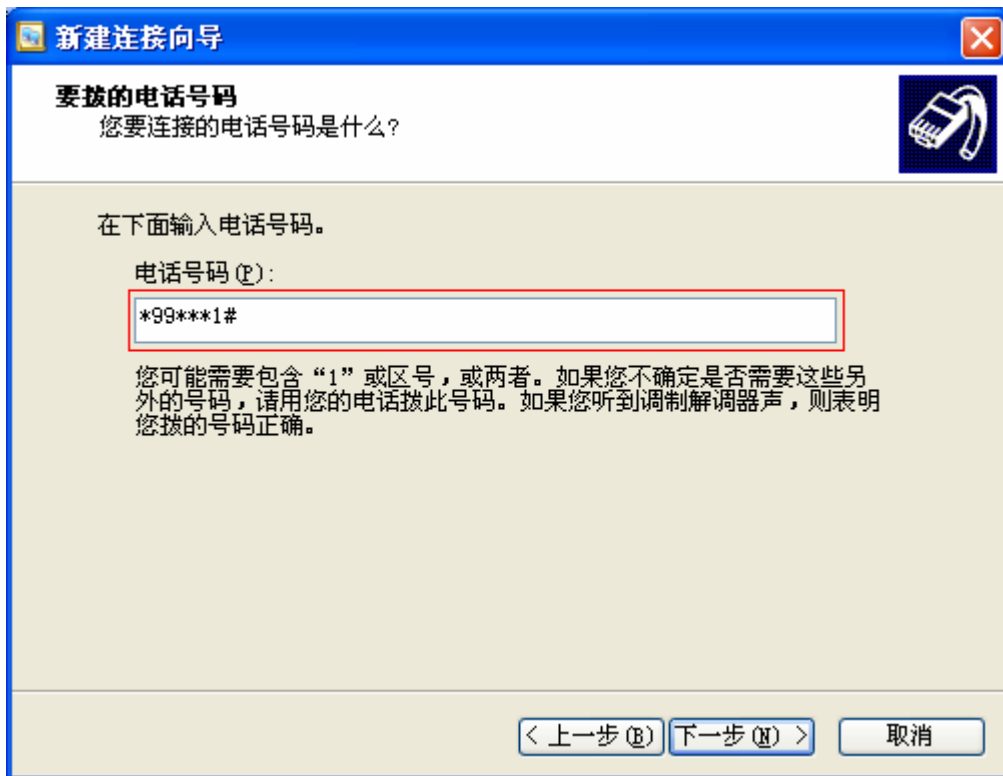 新建连接向导
要拨的电话号码
您要连接的电话号码是什么?
在下面输入电话号码。
电话号码(P):
*99***1#
您可能需要包含“1”或区号，或两者。如果您不确定是否需要这些另
外的号码，请用您的电话拨此号码。如果您听到调制解调器声，则表明
您拨的号码正确。
< 上一步(B) 下一步(N) > 取消